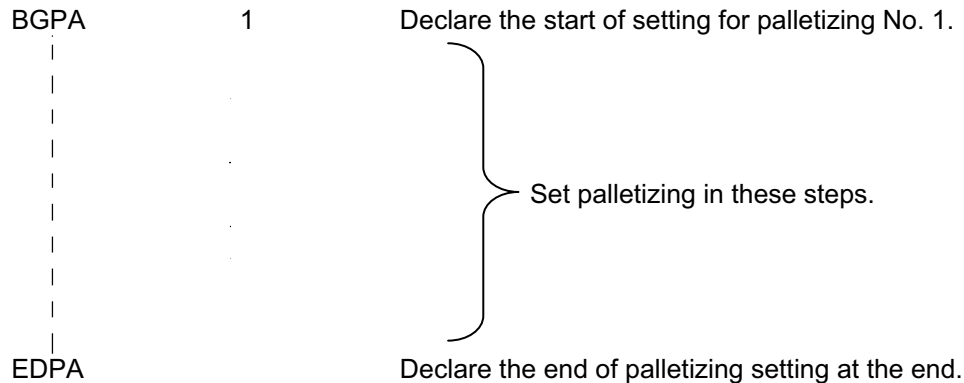 BGPA 1 Declare the start of setting for palletizing No. 1.
Set palletizing in these steps.
EDPA Declare the end of palletizing setting at the end.